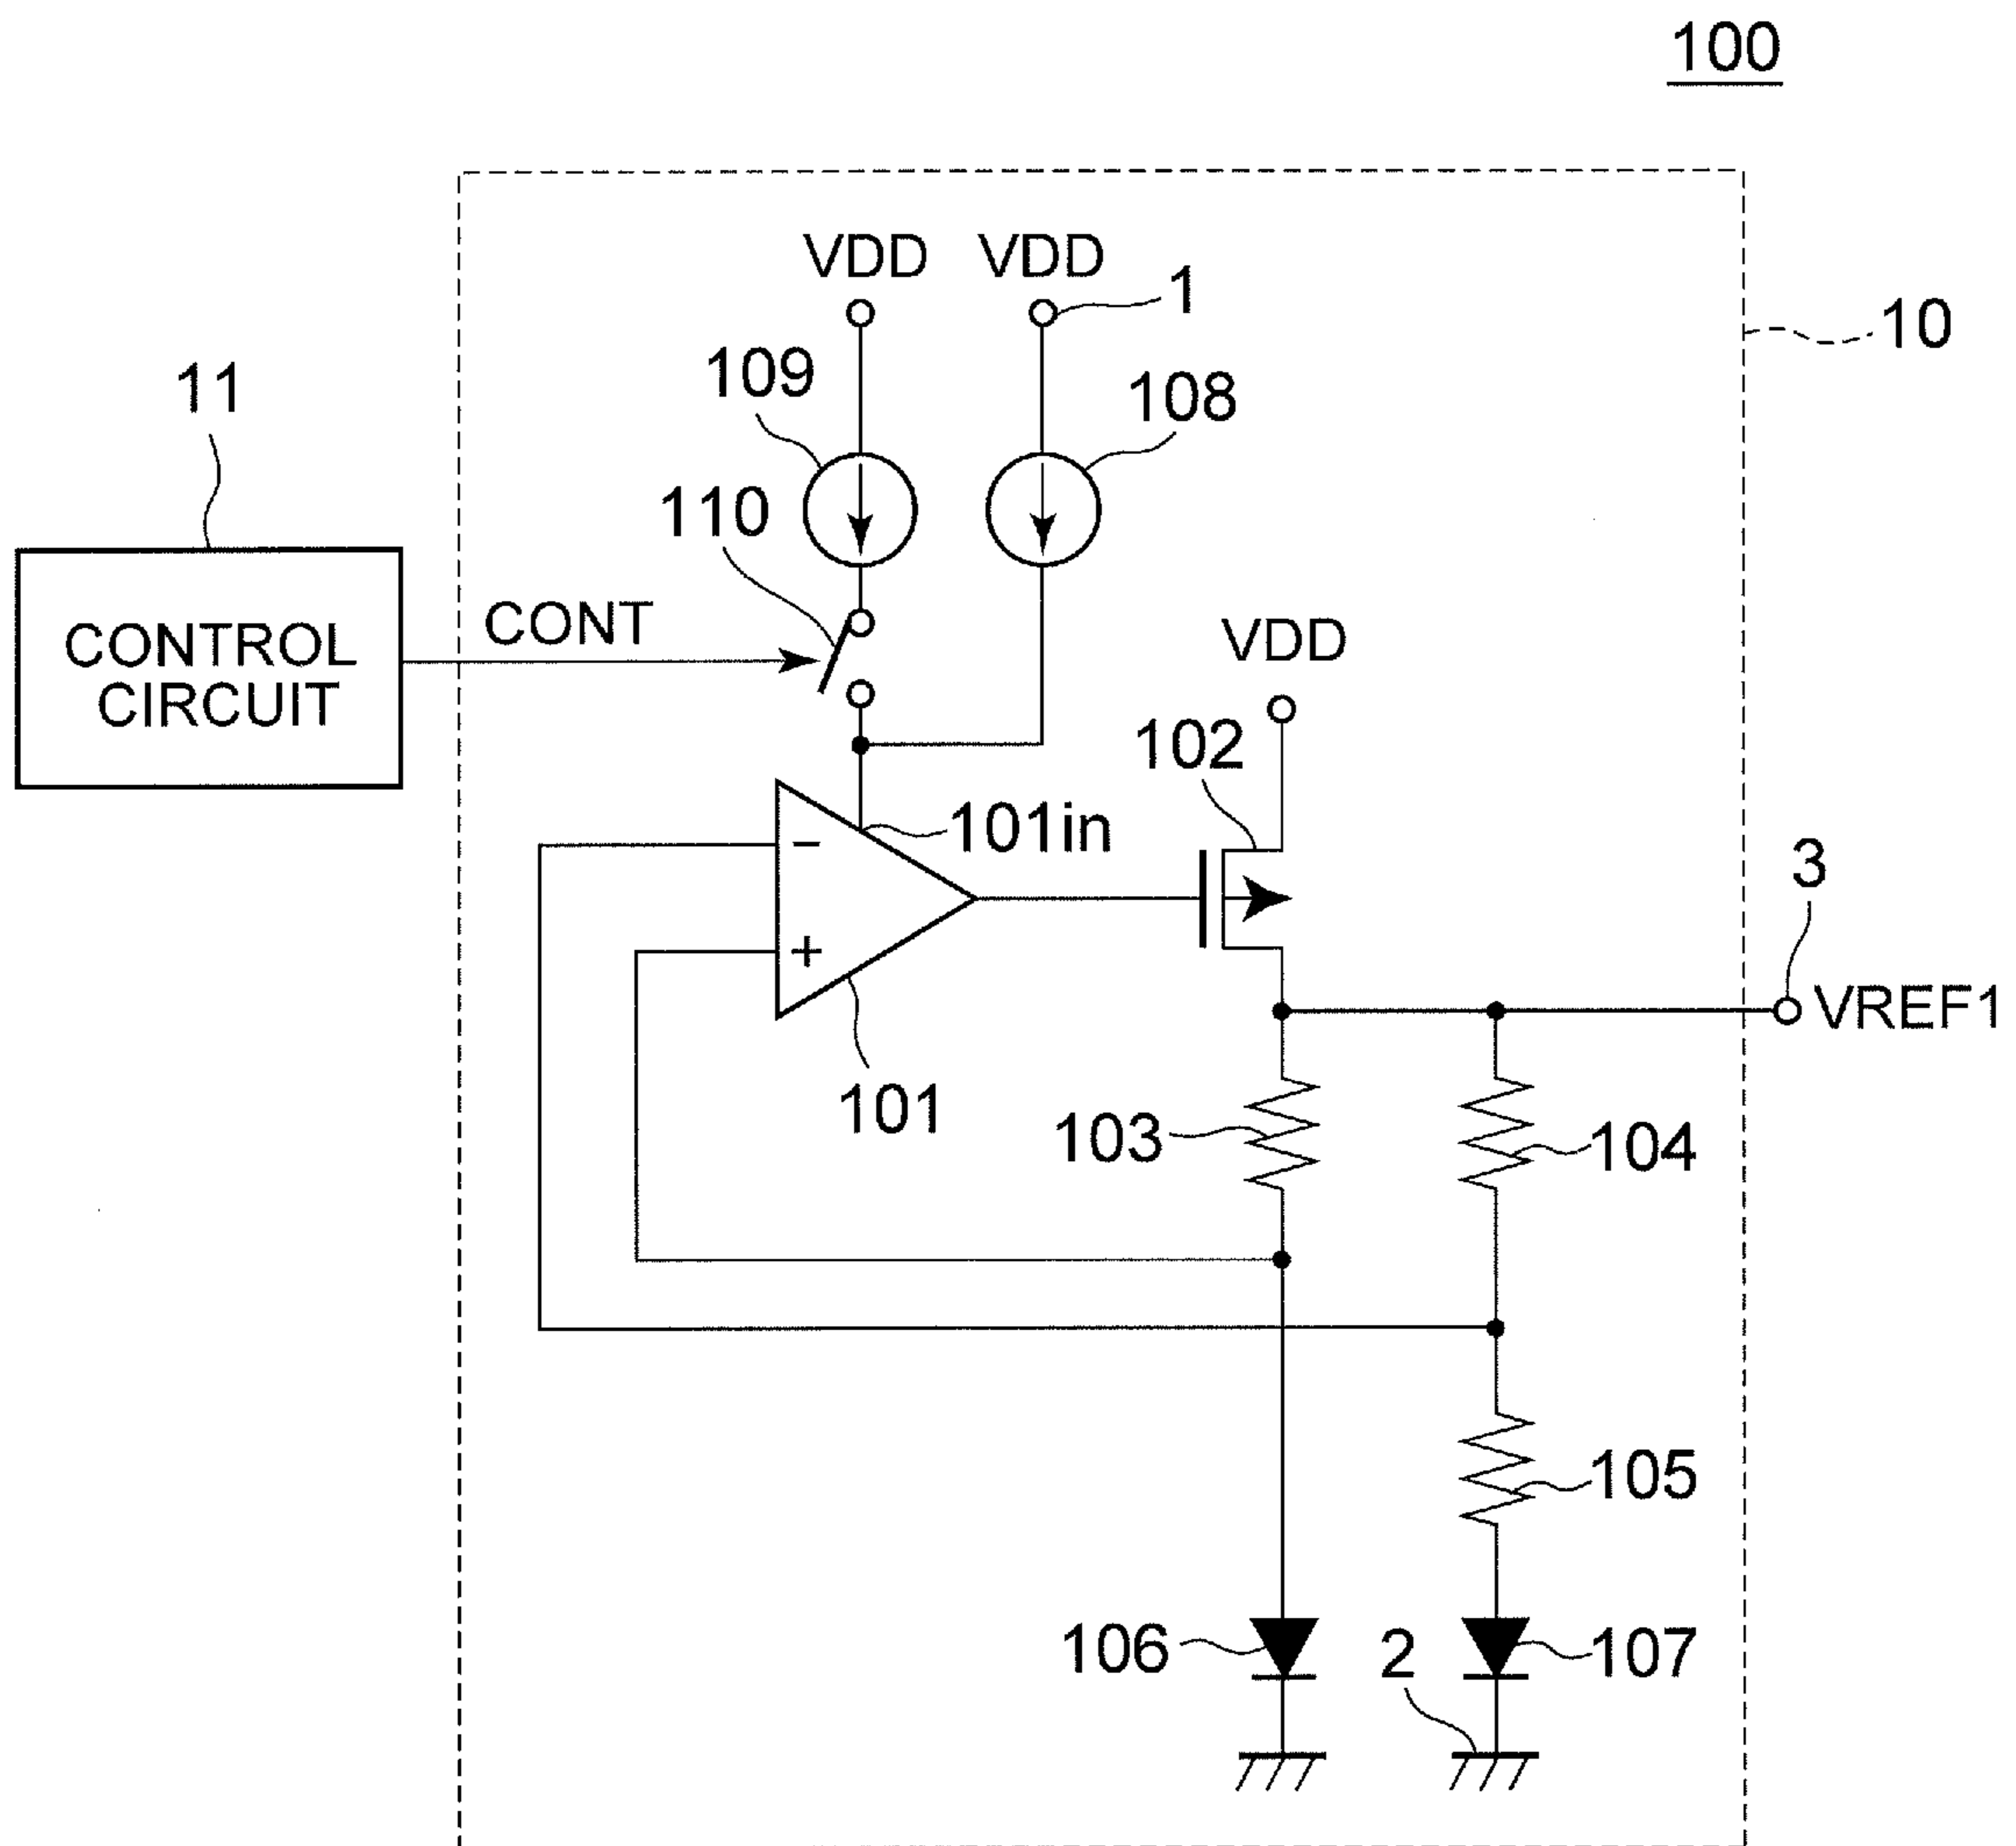 100
VDD VDD
1
10
109
108
11
110
CONTROL
CIRCUIT
CONT
VDD
102
101in
−
+
3
VREF1
101
103
104
105
106
2
107